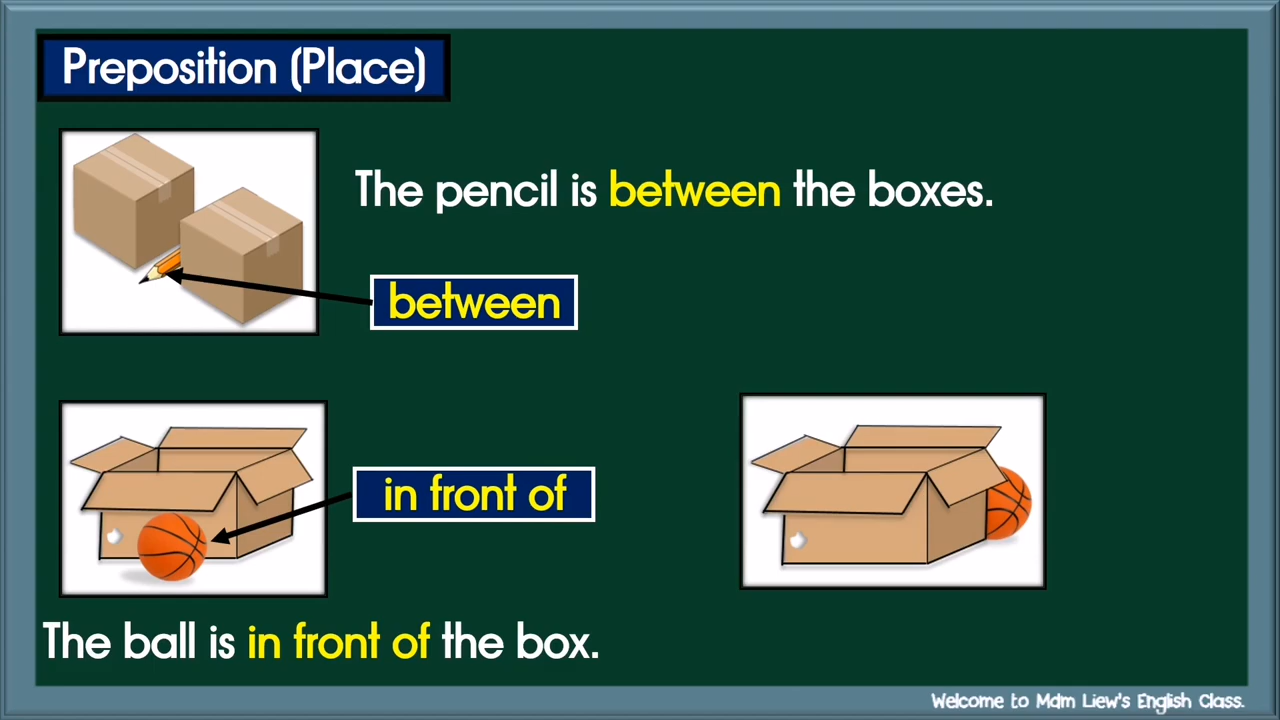 Preposition (Place)
The pencil is between the boxes.
between
in front of
The ball is in front of the box.
Welcome to Mdm Liew's English Class.